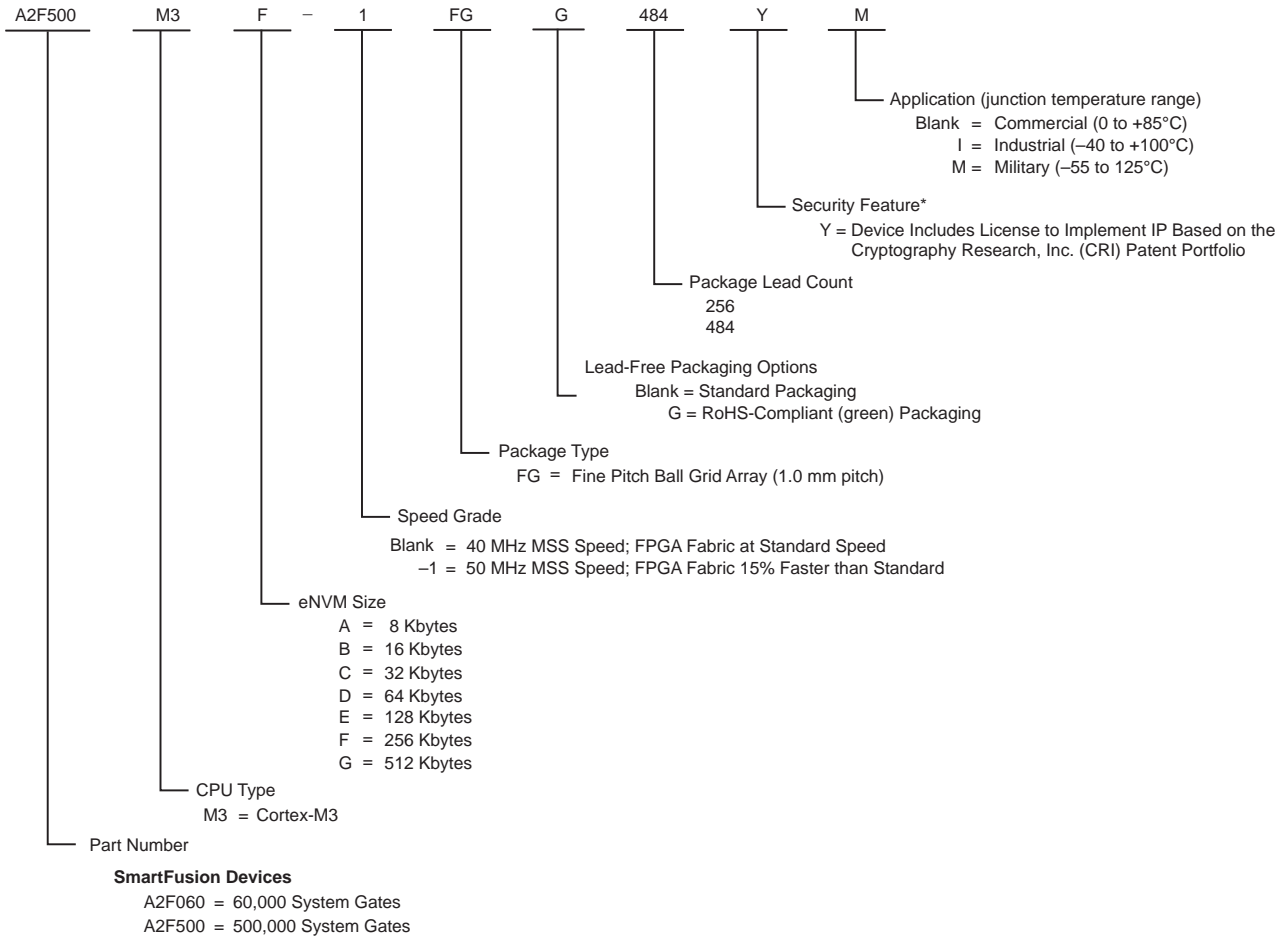 A2F500 M3 F – 1 FG G 484 Y M
Application (junction temperature range)
Blank = Commercial (0 to +85°C)
I = Industrial (–40 to +100°C)
M = Military (–55 to 125°C)
Security Feature*
Y = Device Includes License to Implement IP Based on the
Cryptography Research, Inc. (CRI) Patent Portfolio
Package Lead Count
256
484
Lead-Free Packaging Options
Blank = Standard Packaging
G = RoHS-Compliant (green) Packaging
Package Type
FG = Fine Pitch Ball Grid Array (1.0 mm pitch)
Speed Grade
Blank = 40 MHz MSS Speed; FPGA Fabric at Standard Speed
–1 = 50 MHz MSS Speed; FPGA Fabric 15% Faster than Standard
eNVM Size
A = 8 Kbytes
B = 16 Kbytes
C = 32 Kbytes
D = 64 Kbytes
E = 128 Kbytes
F = 256 Kbytes
G = 512 Kbytes
CPU Type
M3 = Cortex-M3
Part Number
SmartFusion Devices
A2F060 = 60,000 System Gates
A2F500 = 500,000 System Gates